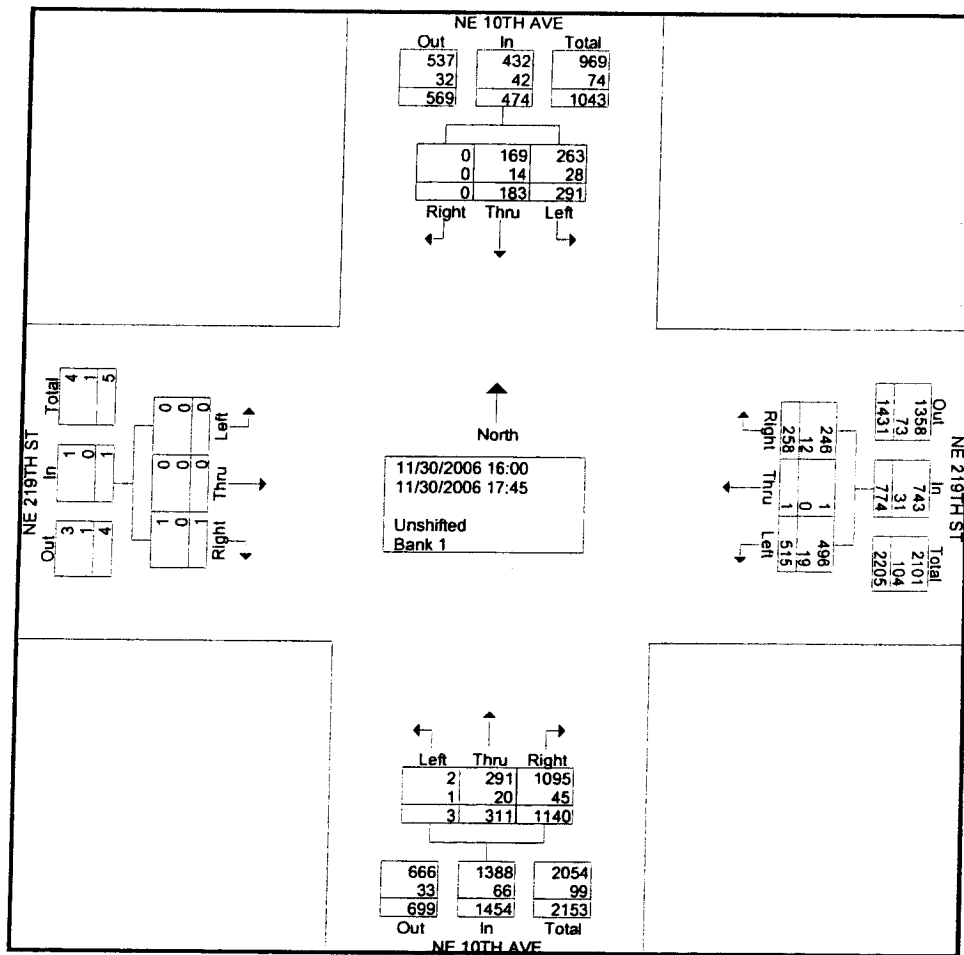 NE 10TH AVE
Out In Total
537 432 969
32 42 74
569 474 1043
0 169 263
0 14 28
0 183 291
Right Thru Left
NE 219TH ST
Total
4 1 5
In
1 0 1
Out
3 1 4
Left
0 0 0
Thru
0 0 0
Right
1 0 1
North
11/30/2006 16:00
11/30/2006 17:45
Unshifted
Bank 1
Right
246
12
258
Thru
1
0
1
Left
496
19
515
Out
1358
73
1431
In
743
31
774
Total
2101
104
2205
NE 219TH ST
Left Thru Right
2 291 1095
1 20 45
3 311 1140
666 1388 2054
33 66 99
699 1454 2153
Out In Total
NE 10TH AVE